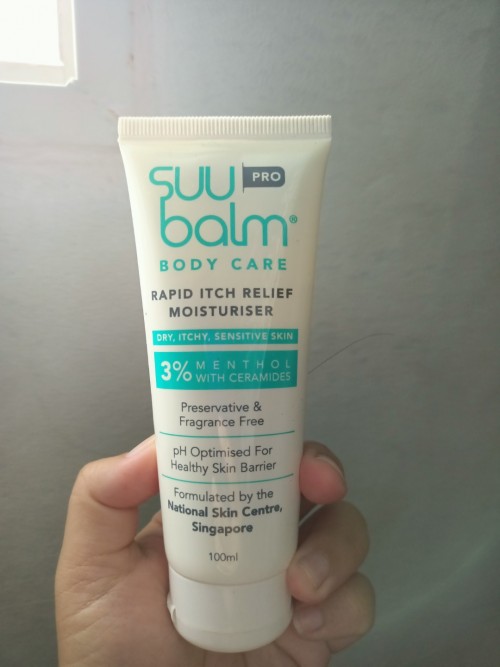 suu PRO
balm®
BODY CARE
RAPID ITCH RELIEF
MOISTURISER
DRY, ITCHY, SENSITIVE SKIN
3% MENTHOL
WITH CERAMIDES
Preservative &
Fragrance Free
pH Optimised For
Healthy Skin Barrier
Formulated by the
National Skin Centre,
Singapore
100ml